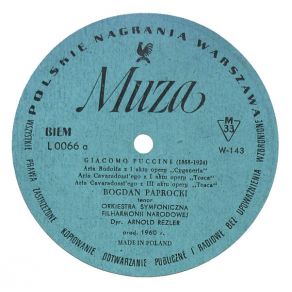 POLSKIE NAGRANIA WARSZAWA
Muza
BIEM
L 0066 a
M
33
W-143
GIACOMO PUCCINI (1858-1924)
Aria Rodolfa z I aktu opery „Cyganeria”
Aria Cavaradossi'ego z I aktu opery „Tosca”
Aria Cavaradossi'ego z III aktu opery „Tosca”
BOGDAN PAPROCKI
tenor
ORKIESTRA SYMFONICZNA
FILHARMONII NARODOWEJ
Dyr. ARNOLD REZLER
prod. 1960 r.
MADE IN POLAND
WSZYSTKIE PRAWA ZASTRZEŻONE KOPIOWANIE ODTWARZANIE PUBLICZNE I RADIOWE BEZ UPOWAŻNIENIA WZBRONIONE